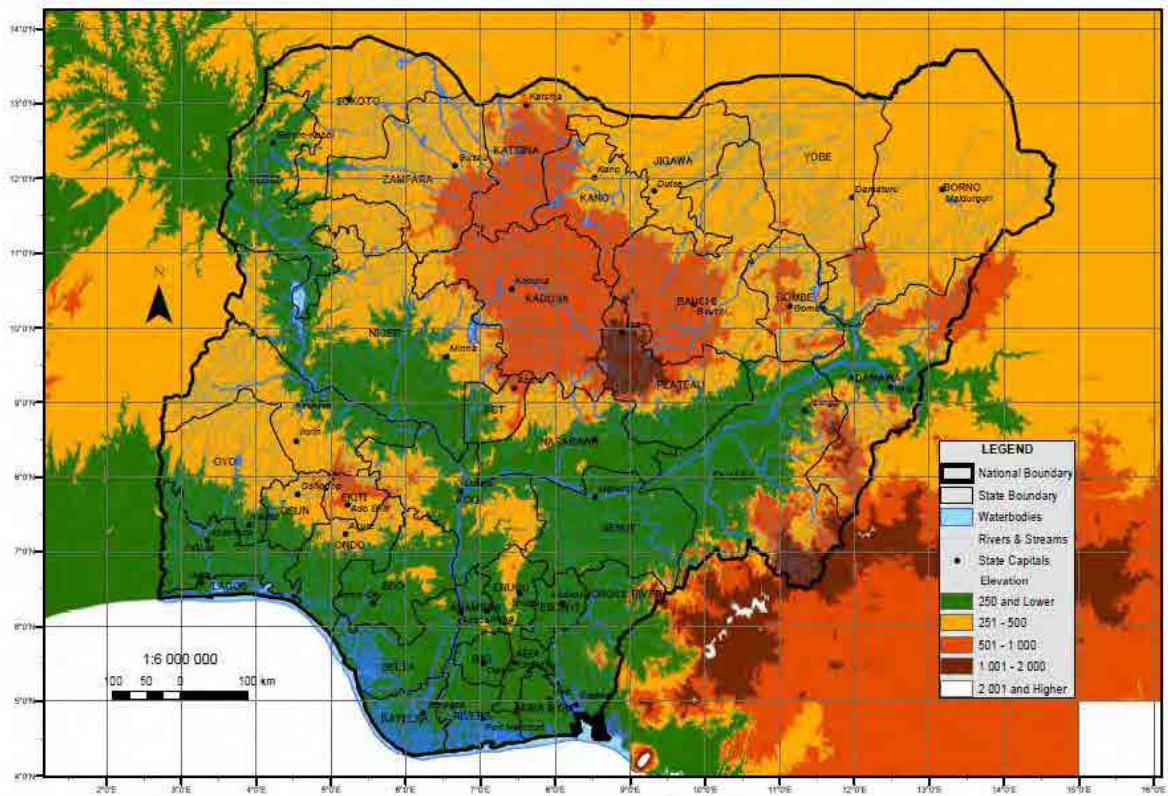 14°0'N
13°0'N
12°0'N
11°0'N
10°0'N
9°0'N
8°0'N
7°0'N
6°0'N
5°0'N
4°0'N
N
SOKOTO
Katsina
KATSINA
Gusau
ZAMFARA
Kano
KANO
JIGAWA
Dutse
YOBE
Damaturu
BORNO
Maiduguri
Kaduna
KADUNA
BAUCHI
Bauchi
GOMBE
Gombe
NIGER
Minna
PLATEAU
ADAMAWA
FCT
NASARAWA
OYO
Oshogbo
OSUN
EKITI
Ado Ekiti
Akure
ONDO
LAGOS
ENUGU
EBONYI
CROSS RIVER
DELTA
RIVERS
Port Harcourt
LEGEND
National Boundary
State Boundary
Waterbodies
Rivers & Streams
State Capitals
Elevation
250 and Lower
251 - 500
501 - 1 000
1 001 - 2 000
2 001 and Higher
1:6 000 000
100 50 0 100 km
2°0'E 3°0'E 4°0'E 5°0'E 6°0'E 7°0'E 8°0'E 9°0'E 10°0'E 11°0'E 12°0'E 13°0'E 14°0'E 15°0'E 16°0'E